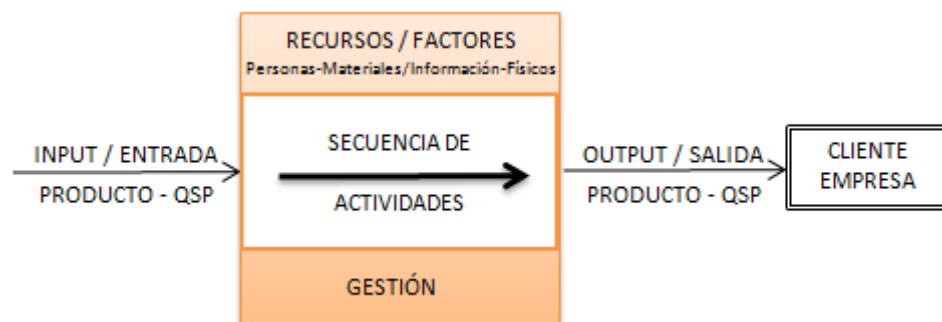 RECURSOS / FACTORES
Personas-Materiales/Información-Físicos
INPUT / ENTRADA
PRODUCTO - QSP
SECUENCIA DE
ACTIVIDADES
OUTPUT / SALIDA
PRODUCTO - QSP
CLIENTE
EMPRESA
GESTIÓN